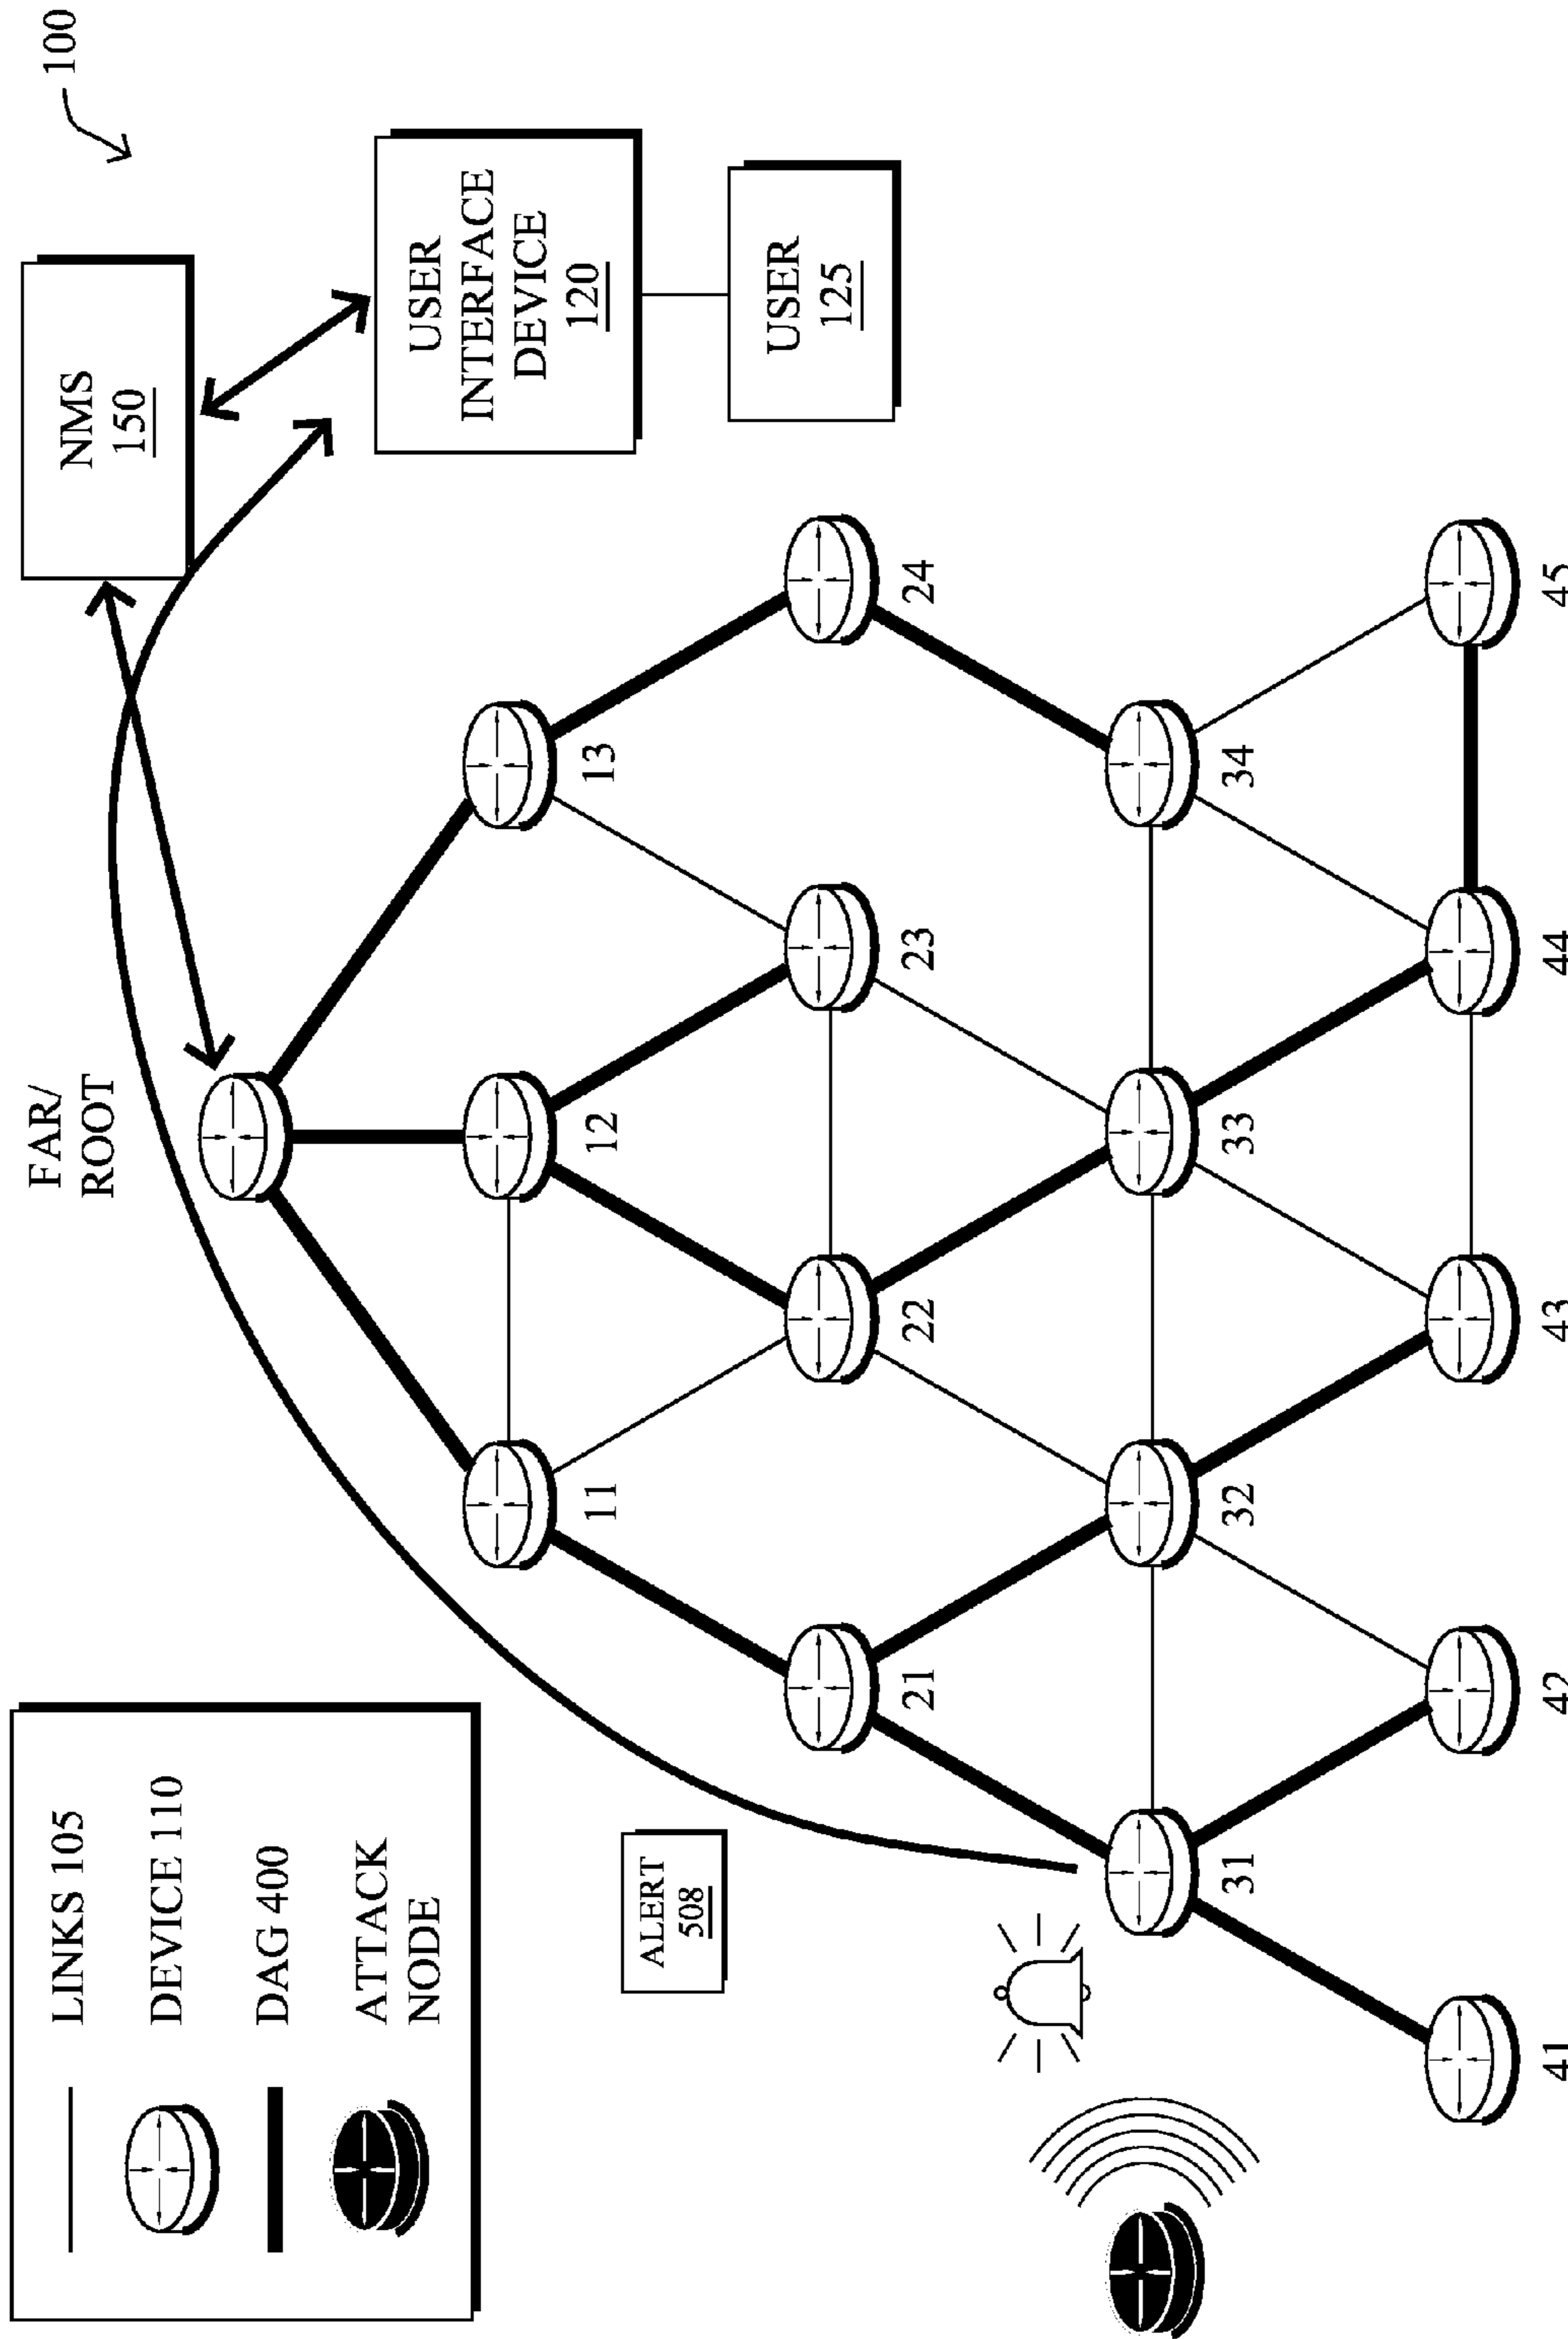 LINKS 105
DEVICE 110
DAG 400
ATTACK
NODE
FAR/
ROOT
NMS
150
100
USER
INTERFACE
DEVICE
120
USER
125
ALERT
508
11
12
13
21
22
23
24
31
32
33
34
41
42
43
44
45